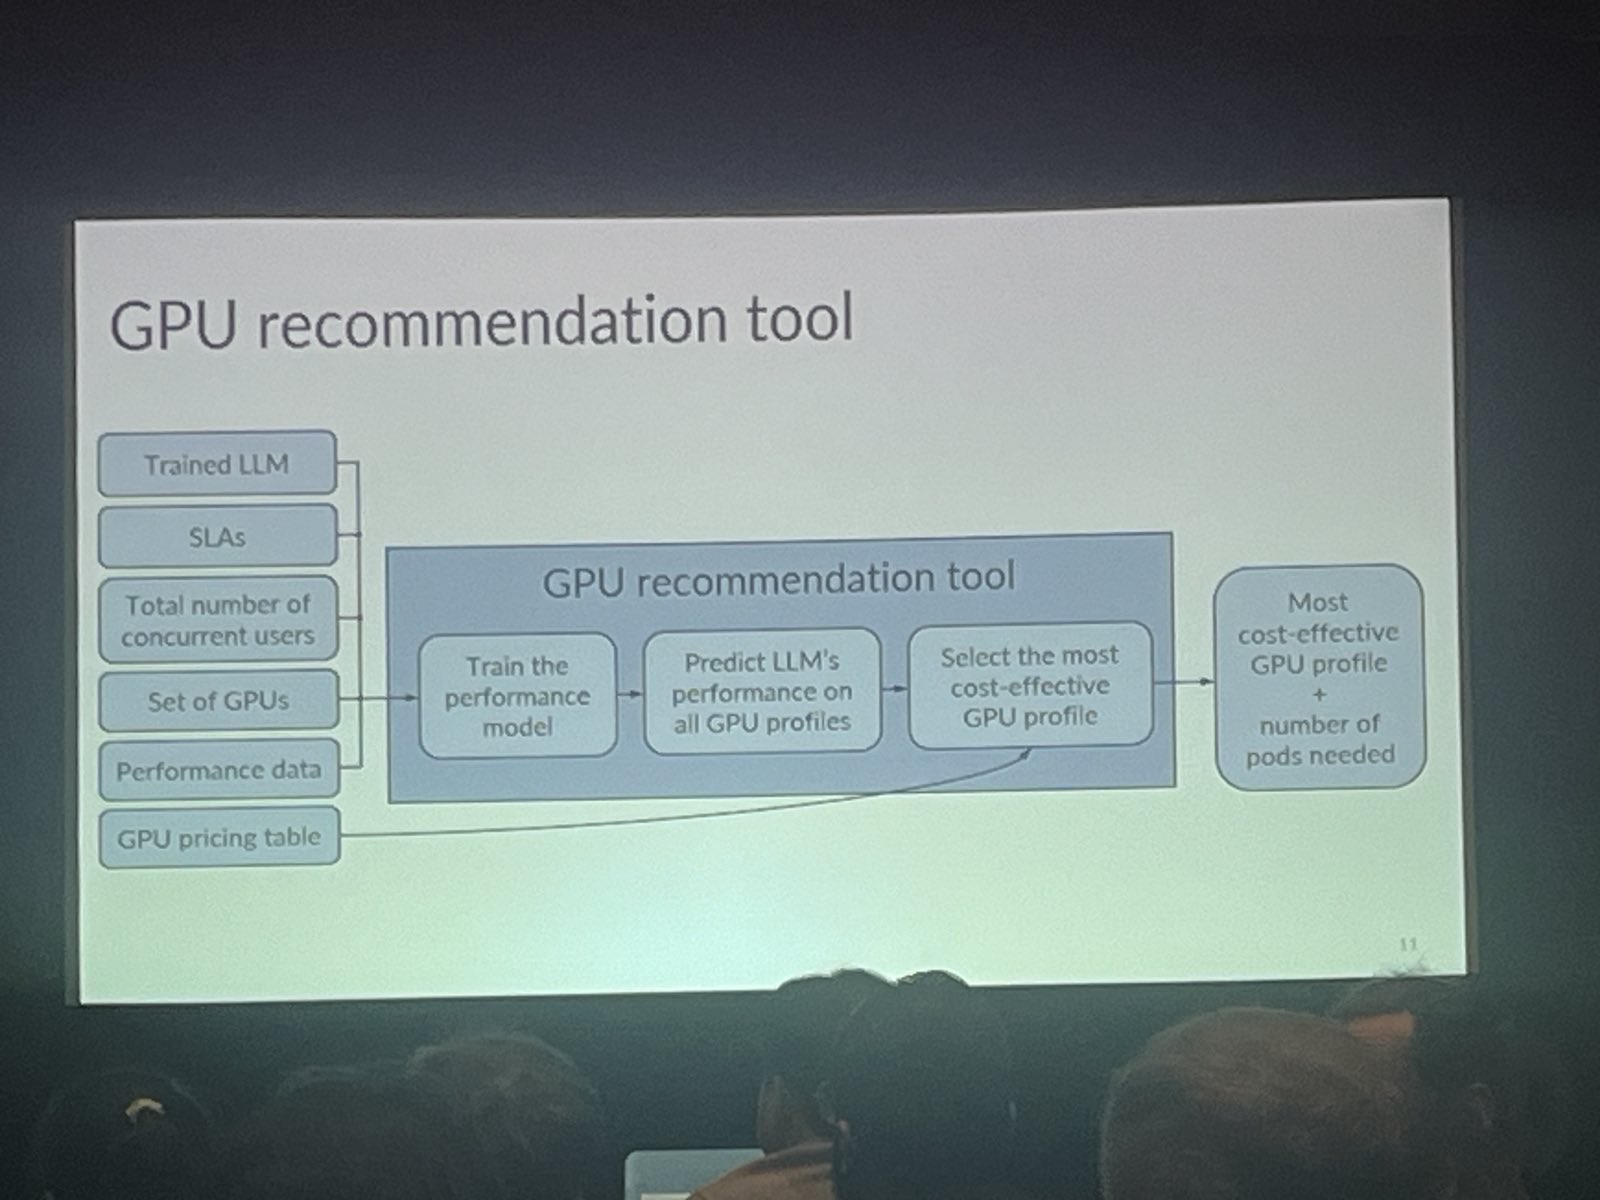 GPU recommendation tool
Trained LLM
SLAs
Total number of
concurrent users
Set of GPUs
Performance data
GPU pricing table
GPU recommendation tool
Train the
performance
model
Predict LLM's
performance on
all GPU profiles
Select the most
cost-effective
GPU profile
Most
cost-effective
GPU profile
+
number of
pods needed
11